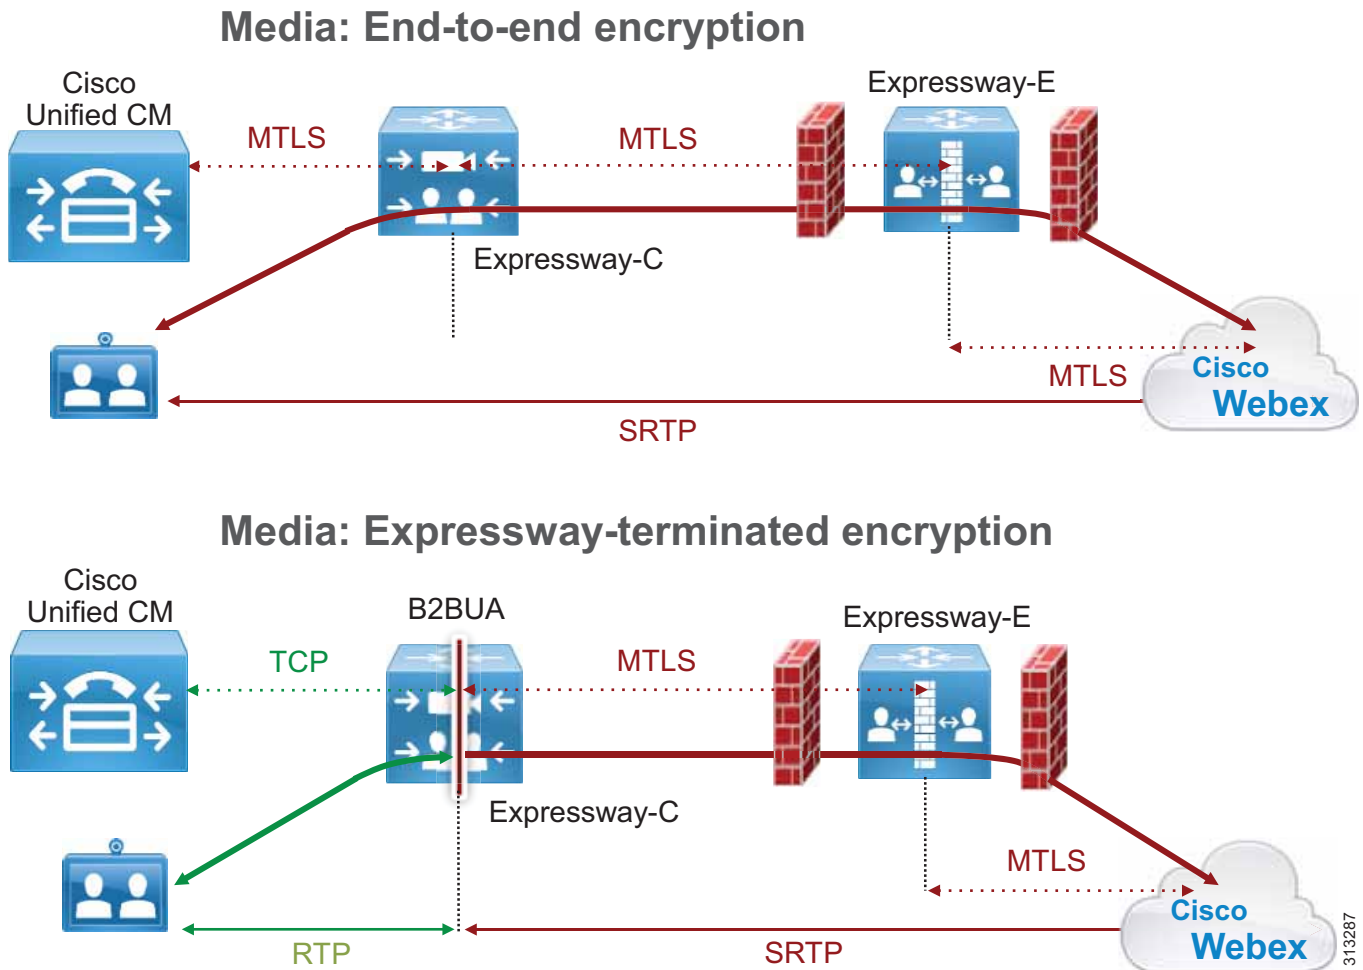 Media: End-to-end encryption
Cisco
Unified CM
Expressway-E
MTLS
MTLS
Expressway-C
MTLS
Cisco
Webex
SRTP
Media: Expressway-terminated encryption
Cisco
Unified CM
B2BUA
Expressway-E
TCP
MTLS
Expressway-C
MTLS
Cisco
Webex
RTP
SRTP
313287